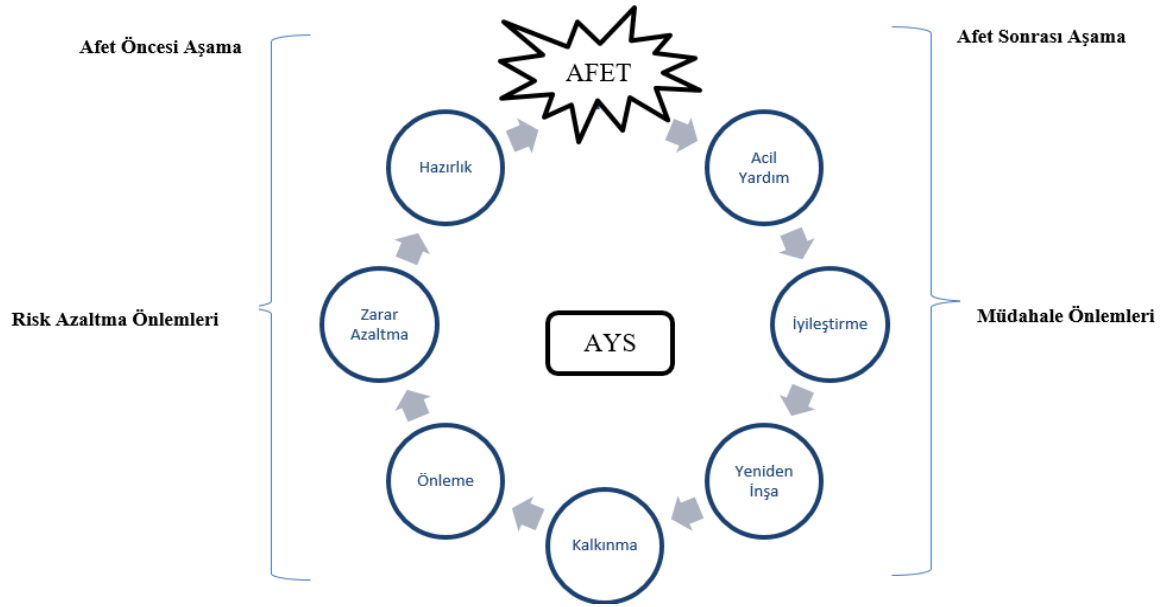 Afet Öncesi Aşama
Afet Sonrası Aşama
AFET
Hazırlık
Acil
Yardım
Risk Azaltma Önlemleri
Zarar
Azaltma
AYS
İyileştirme
Müdahale Önlemleri
Önleme
Yeniden
İnşa
Kalkınma